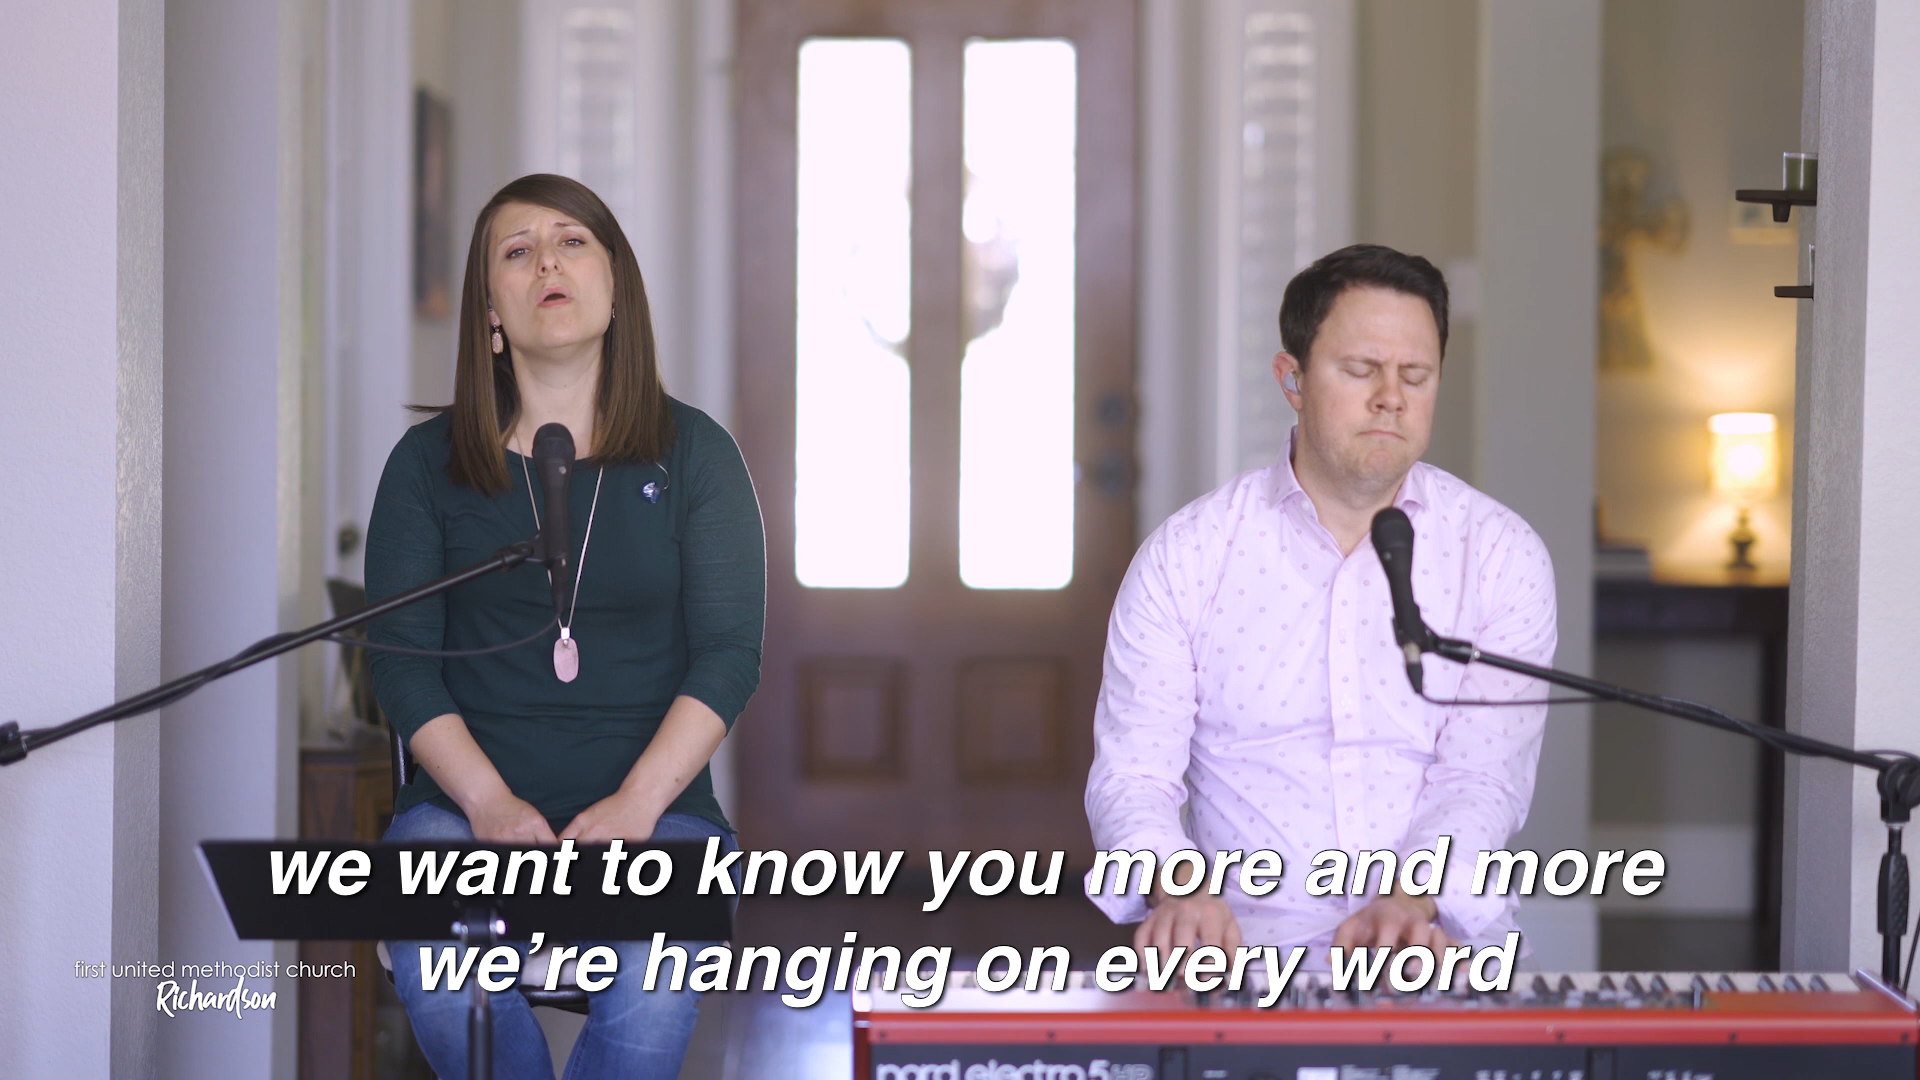 we want to know you more and more
we're hanging on every word
first united methodist church
Richardson
nord electro 5 HP